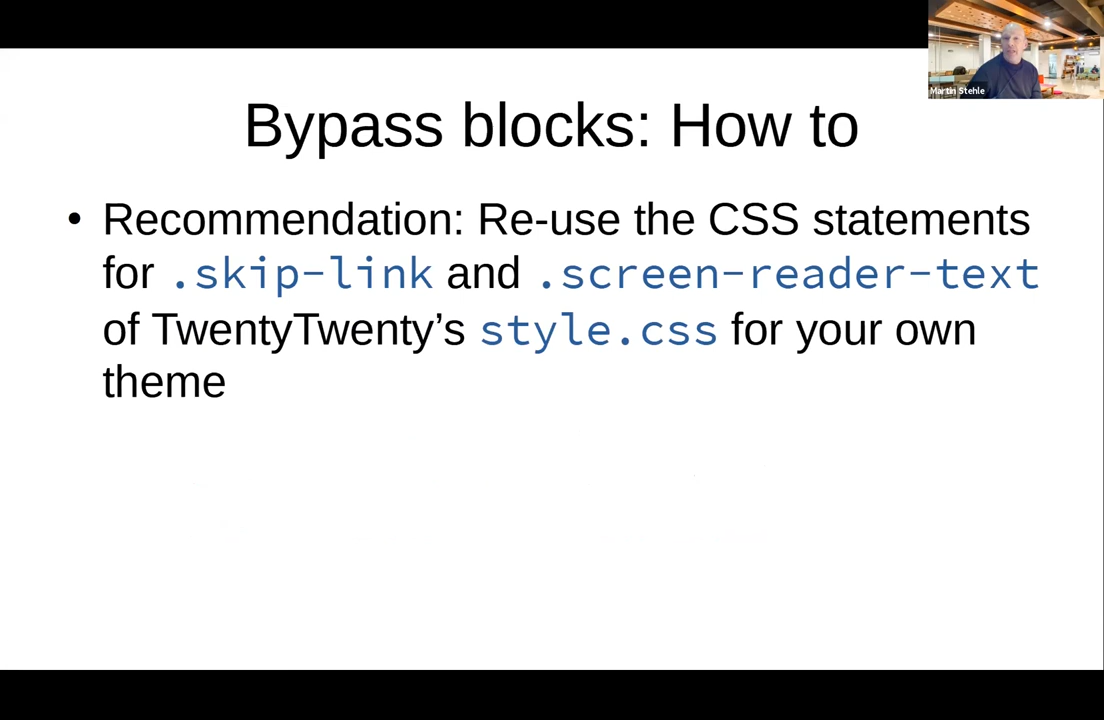 Martin Stehle
Bypass blocks: How to
• Recommendation: Re-use the CSS statements
for .skip-link and .screen-reader-text
of TwentyTwenty’s style.css for your own
theme